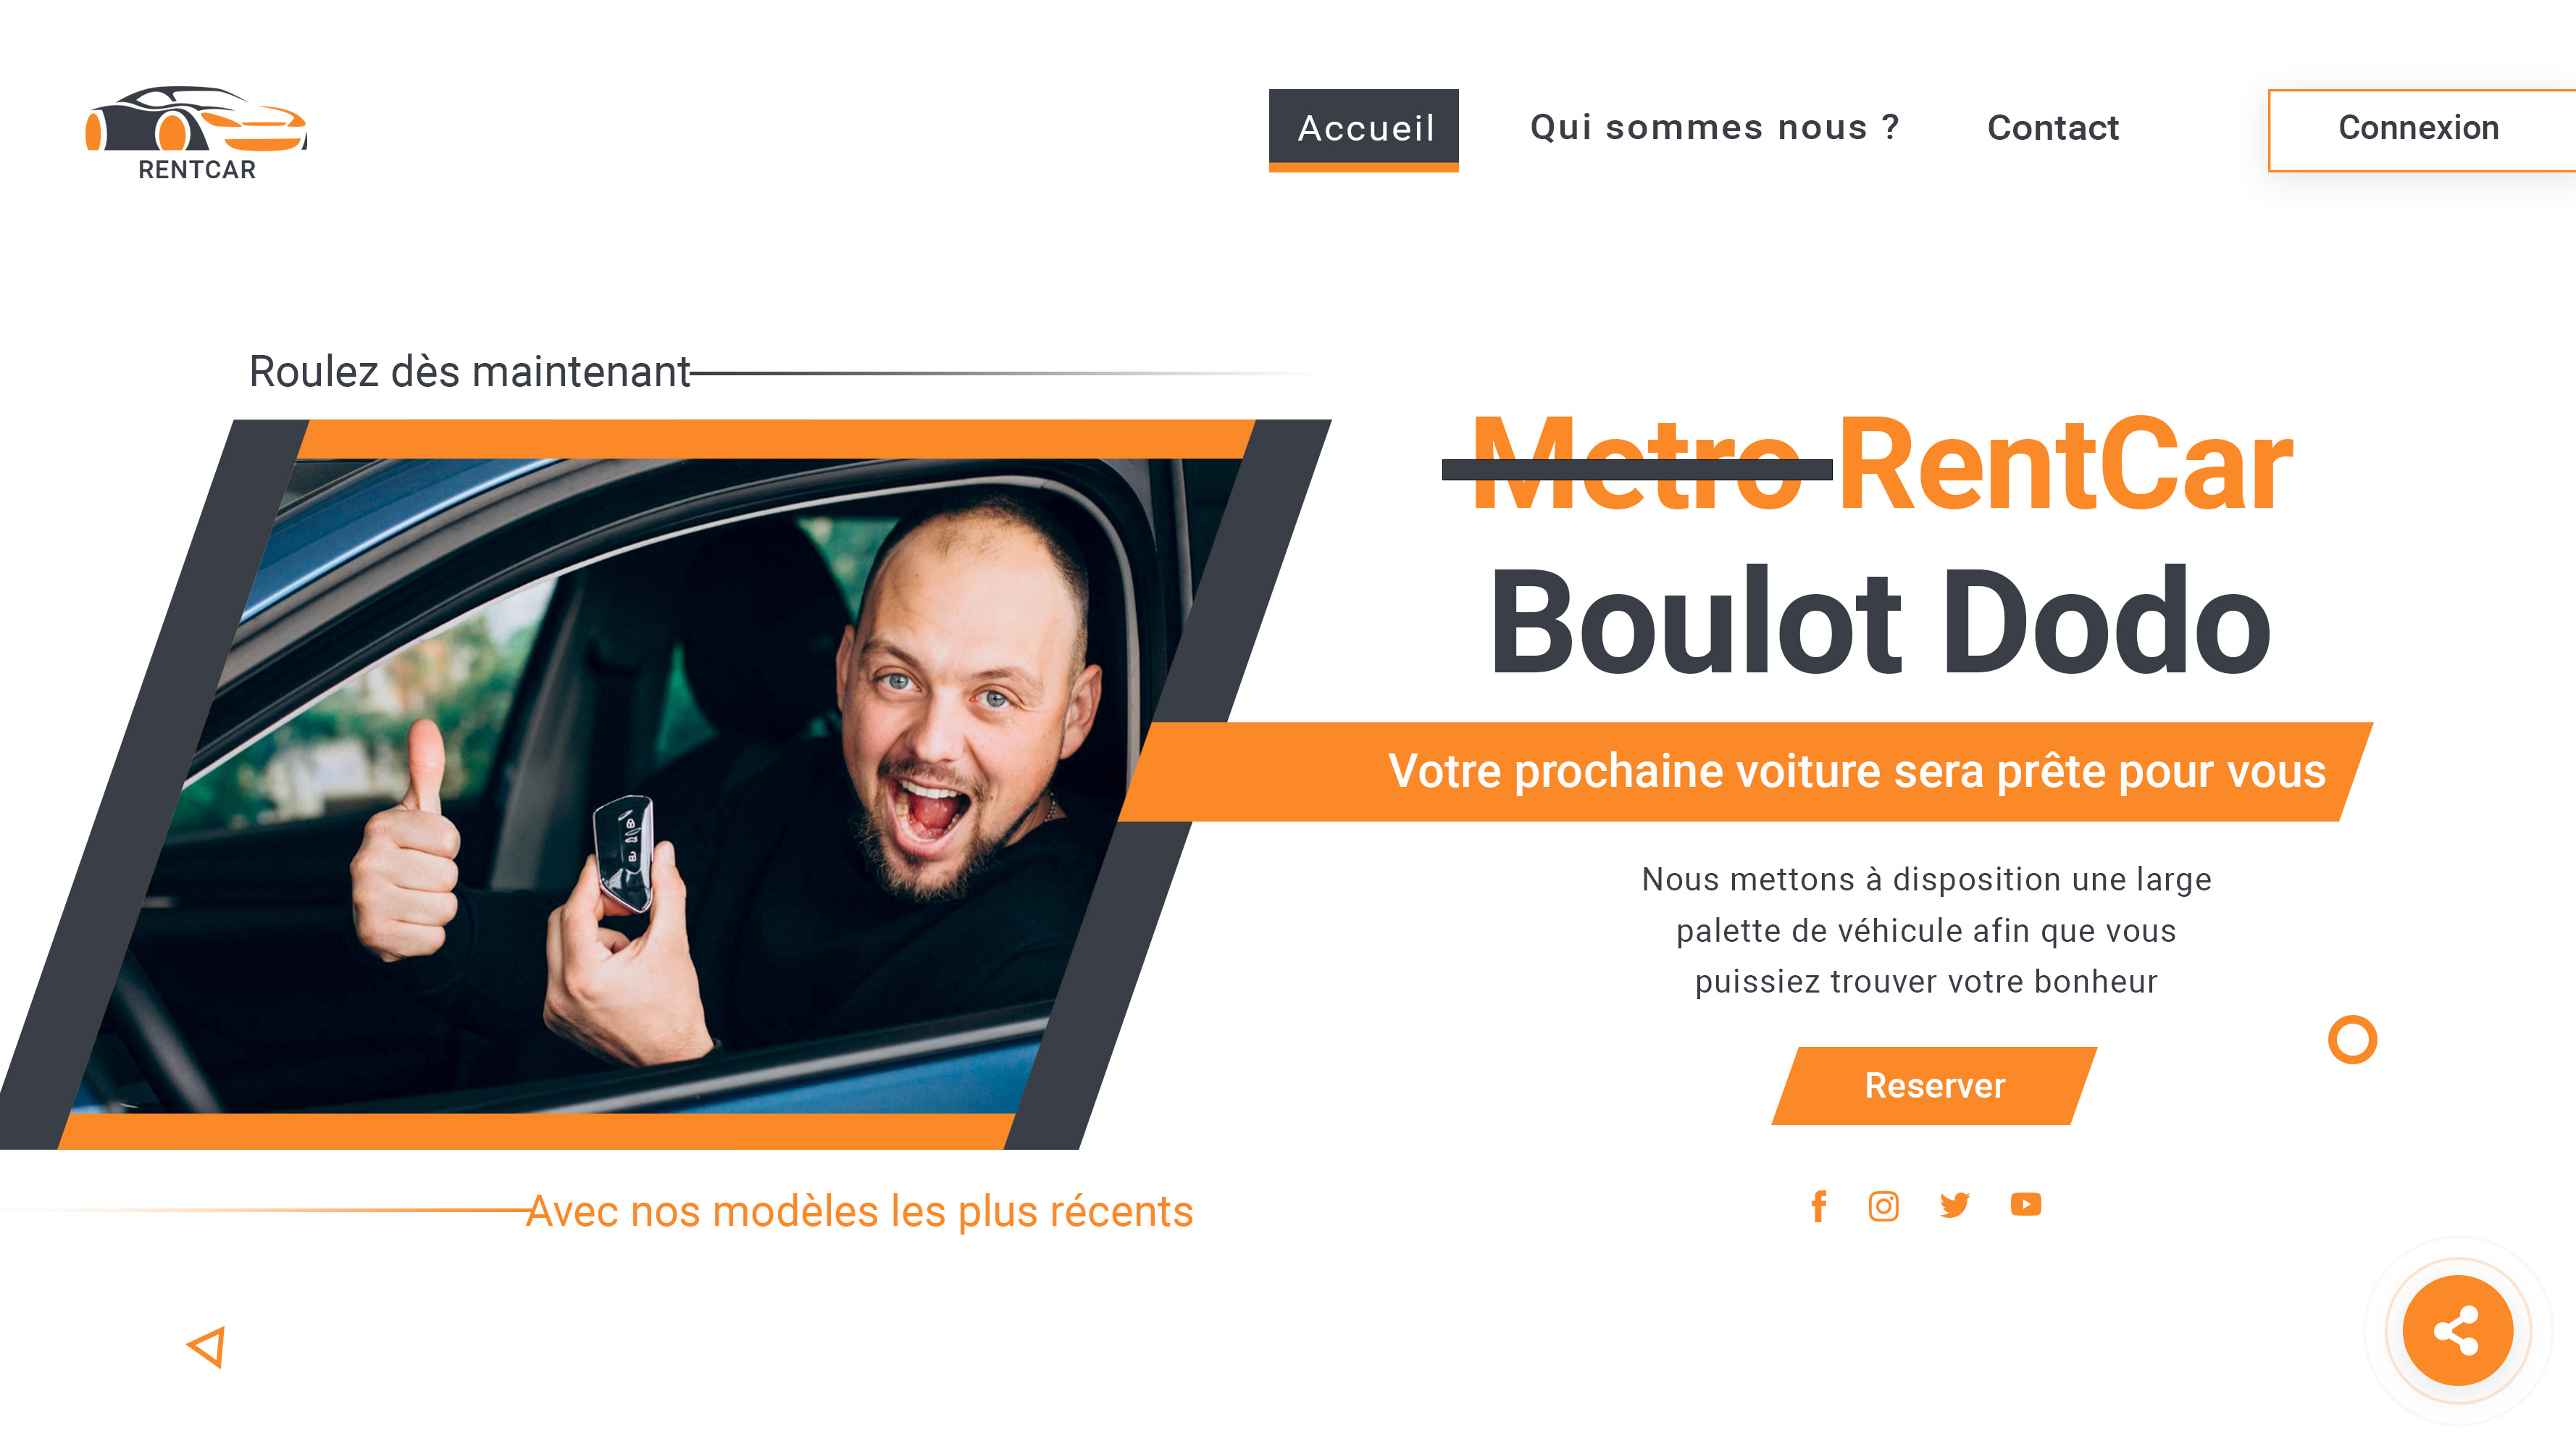 RENTCAR
Accueil
Qui sommes nous ?
Contact
Connexion
Roulez dès maintenant
Metro RentCar
Boulot Dodo
Votre prochaine voiture sera prête pour vous
Nous mettons à disposition une large
palette de véhicule afin que vous
puissiez trouver votre bonheur
Reserver
Avec nos modèles les plus récents